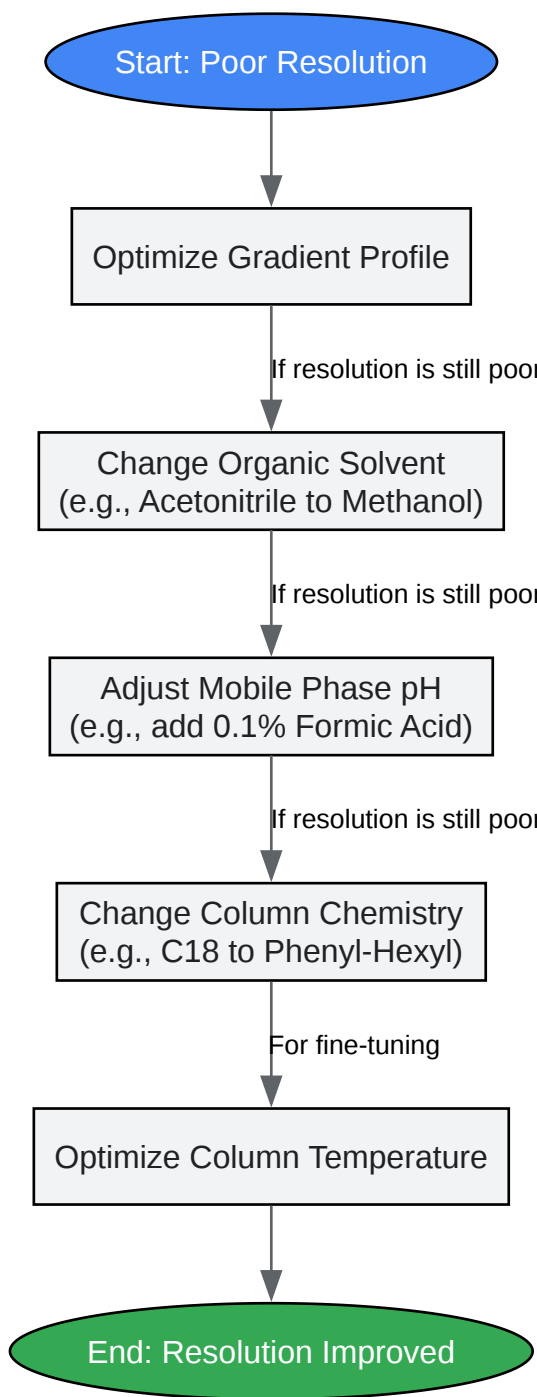 Start: Poor Resolution
Optimize Gradient Profile
If resolution is still poor
Change Organic Solvent
(e.g., Acetonitrile to Methanol)
If resolution is still poor
Adjust Mobile Phase pH
(e.g., add 0.1% Formic Acid)
If resolution is still poor
Change Column Chemistry
(e.g., C18 to Phenyl-Hexyl)
For fine-tuning
Optimize Column Temperature
End: Resolution Improved